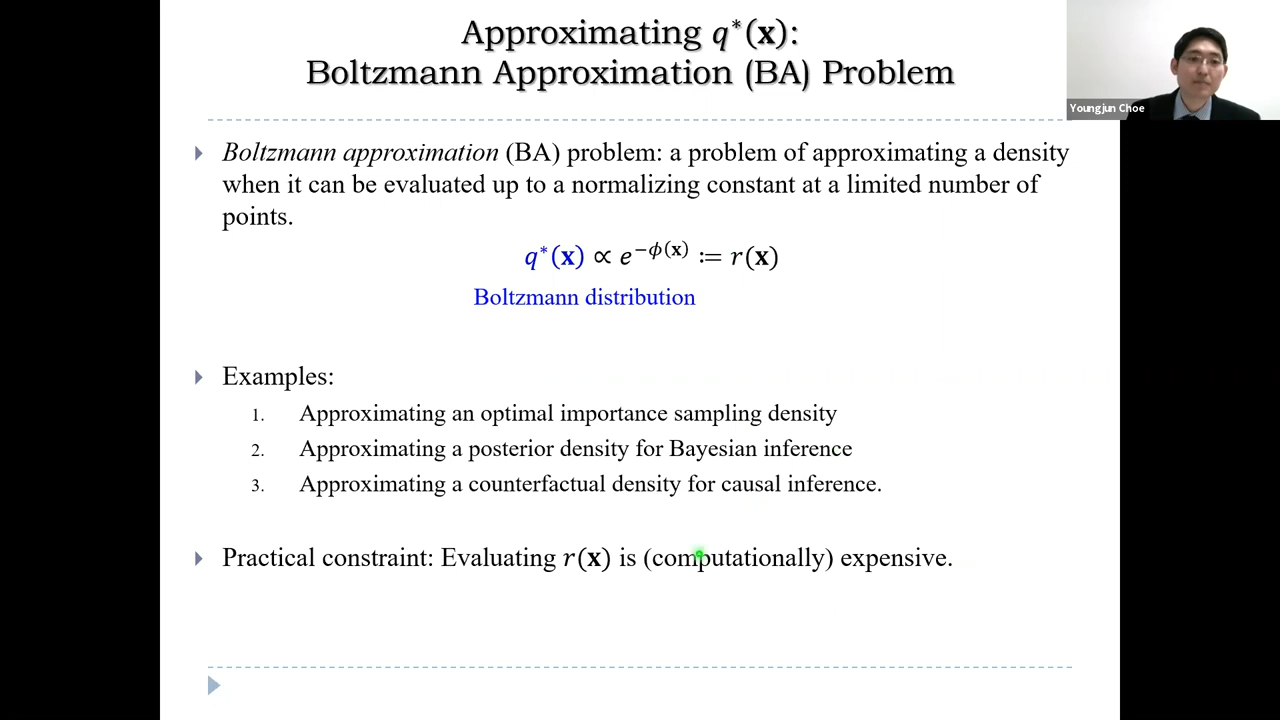 Approximating q*(x):
Boltzmann Approximation (BA) Problem
Youngjun Choe
Boltzmann approximation (BA) problem: a problem of approximating a density
when it can be evaluated up to a normalizing constant at a limited number of
points.
q*(x) ∝ e^{−ϕ(x)} := r(x)
Boltzmann distribution
Examples:
1. Approximating an optimal importance sampling density
2. Approximating a posterior density for Bayesian inference
3. Approximating a counterfactual density for causal inference.
Practical constraint: Evaluating r(x) is (computationally) expensive.